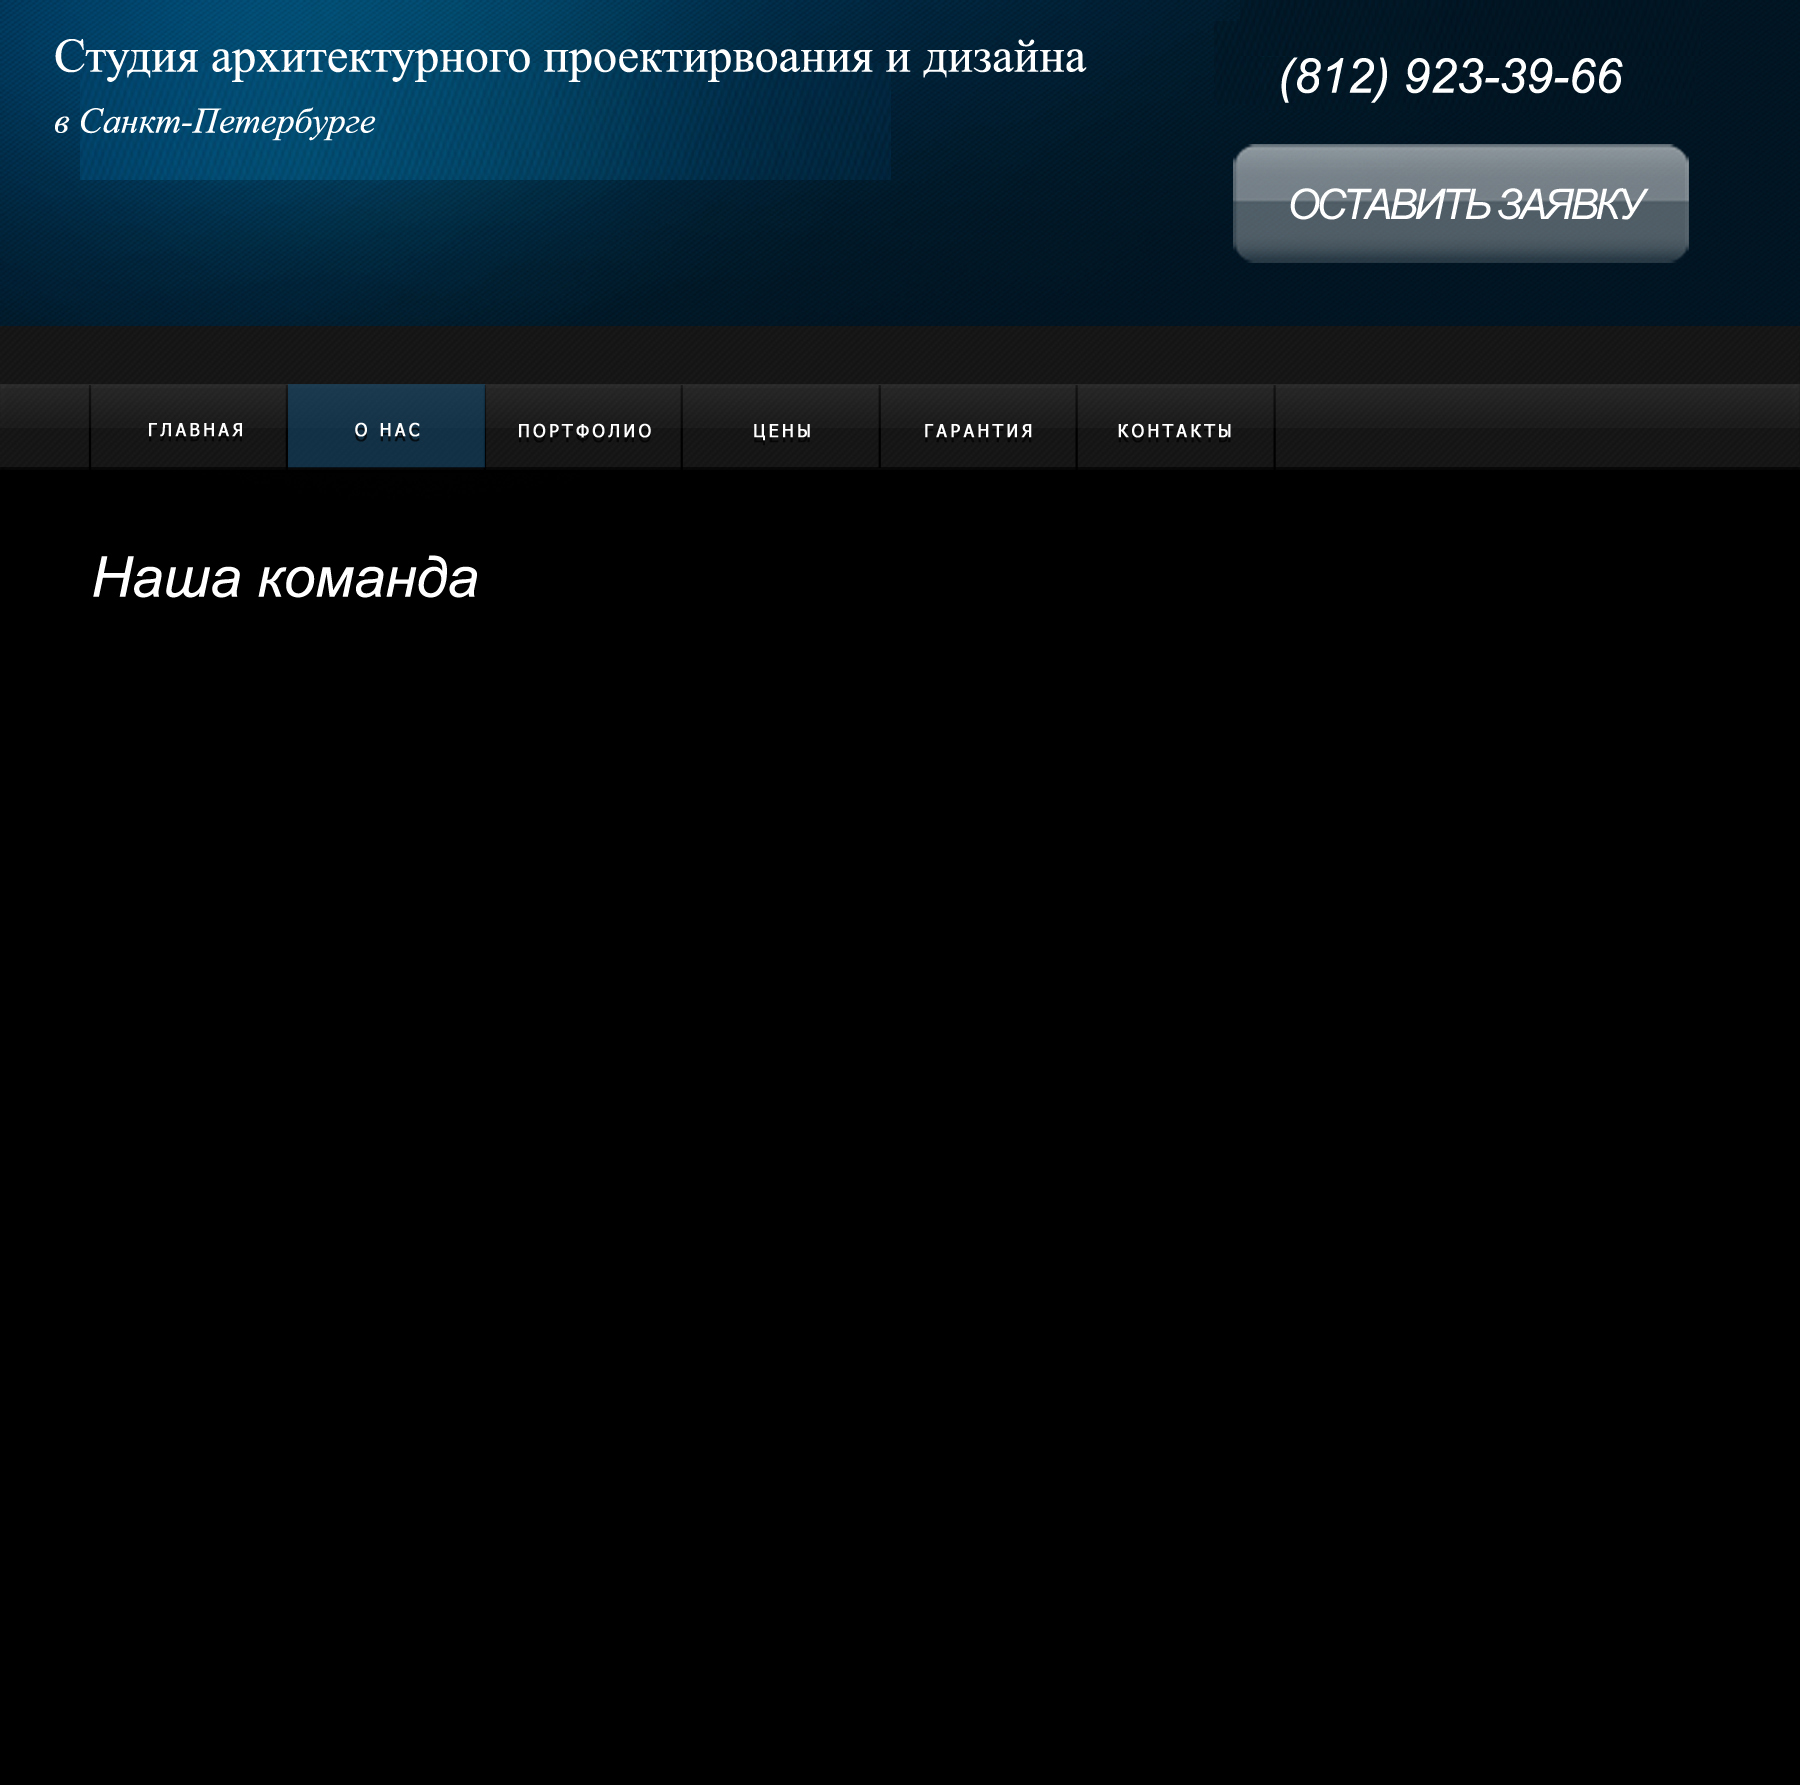 Студия архитектурного проектирвоания и дизайна
в Санкт-Петербурге
(812) 923-39-66
ОСТАВИТЬ ЗАЯВКУ
ГЛАВНАЯ О НАС ПОРТФОЛИО ЦЕНЫ ГАРАНТИЯ КОНТАКТЫ
Наша команда